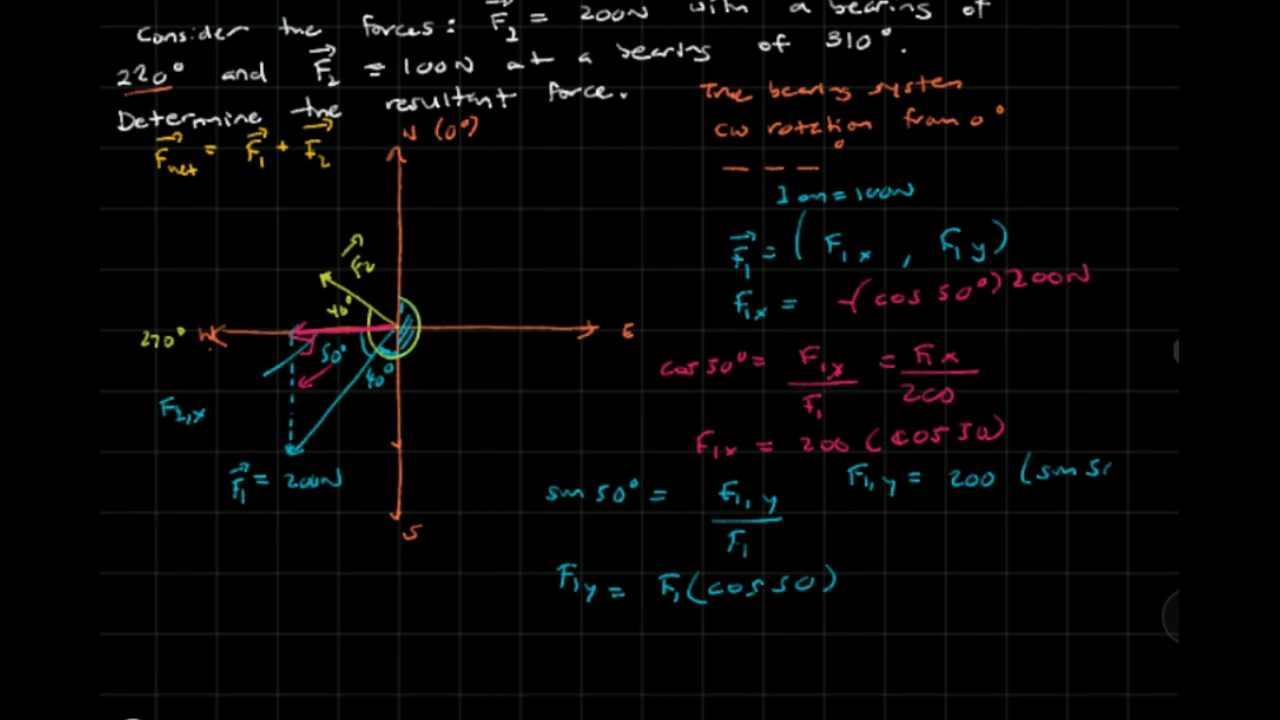 Consider the forces: F₂ = 200N with a bearing of
220° and F₂ = 100N at a bearing of 310°.
Determine the resultant force.
Fnet = F₁ + F₂
N (0°)
True bearing system
cw rotation from 0°
_ _ _ °
1 cm = 100N
F₁ = (F₁x, F₁y)
F₁x = -(cos 50°)200N
F₂
40°
270° W
E
50°
40°
F₂,x
F₁ = 200N
S
cos 50° = F₁x / F₁ = F₁x / 200
F₁x = 200 (cos 50)
sin 50° = F₁,y / F₁
F₁,y = 200 (sin 50
F₁y = F₁(cos 50)